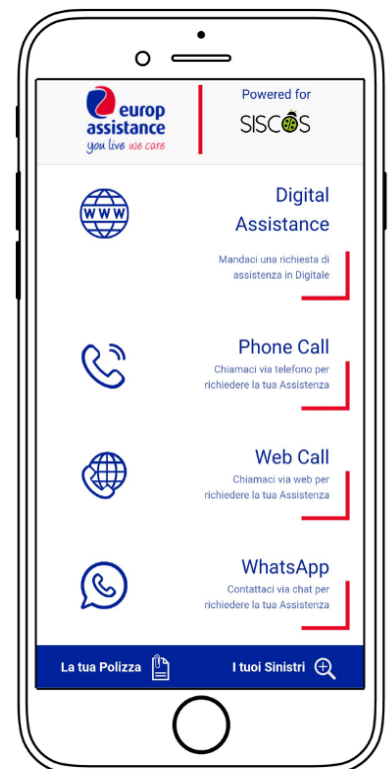 europ
assistance
you live we care
Powered for
SISCOS
WWW
Digital
Assistance
Mandaci una richiesta di
assistenza in Digitale
Phone Call
Chiamaci via telefono per
richiedere la tua Assistenza
Web Call
Chiamaci via web per
richiedere la tua Assistenza
WhatsApp
Contattaci via chat per
richiedere la tua Assistenza
La tua Polizza
I tuoi Sinistri